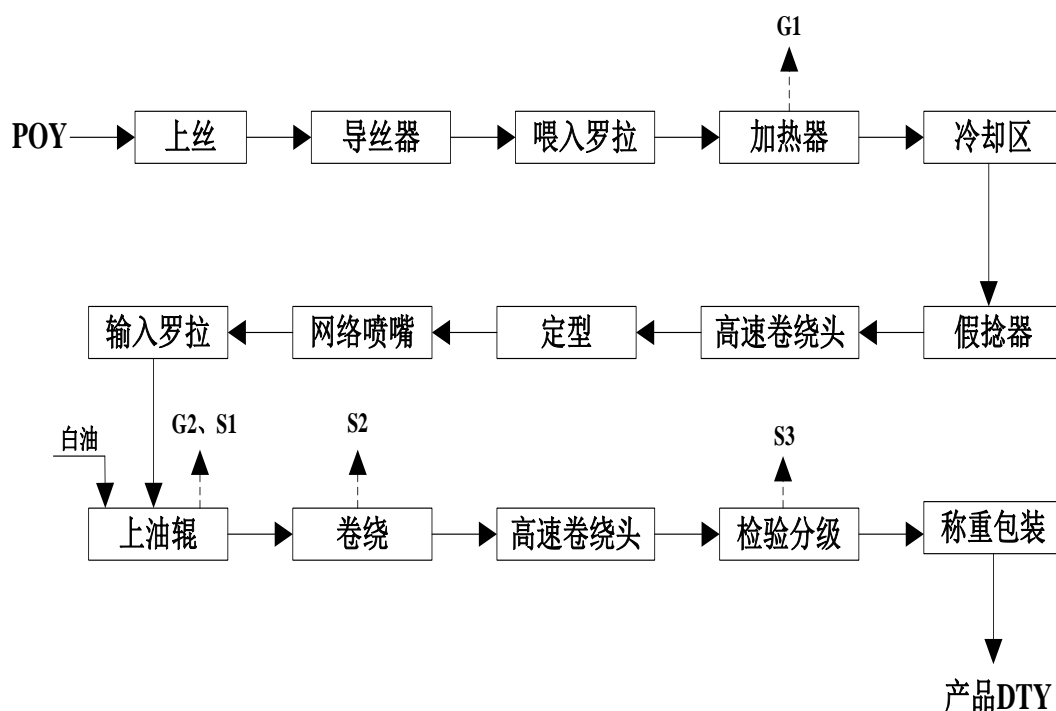 G1
POY
上丝
导丝器
喂入罗拉
加热器
冷却区
输入罗拉
网络喷嘴
定型
高速卷绕头
假捻器
白油
G2、S1
S2
S3
上油辊
卷绕
高速卷绕头
检验分级
称重包装
产品DTY